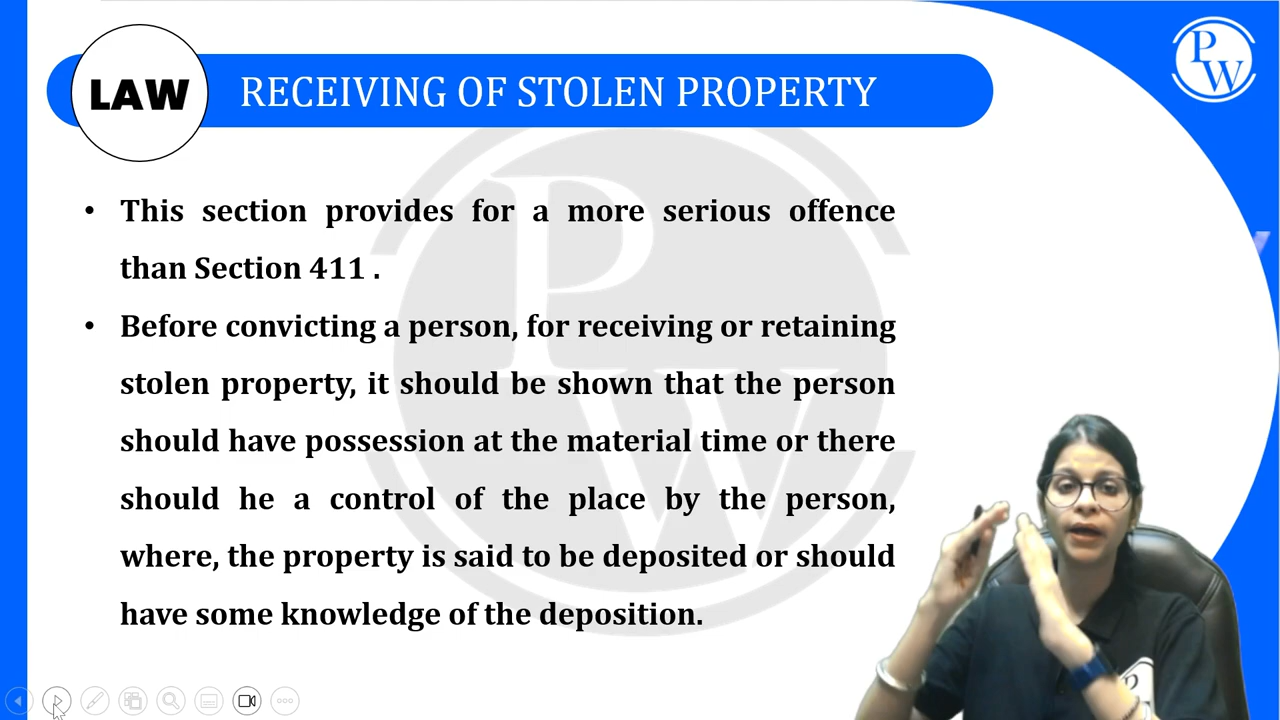 LAW
RECEIVING OF STOLEN PROPERTY
PW
• This section provides for a more serious offence
than Section 411 .
• Before convicting a person, for receiving or retaining
stolen property, it should be shown that the person
should have possession at the material time or there
should he a control of the place by the person,
where, the property is said to be deposited or should
have some knowledge of the deposition.
PW